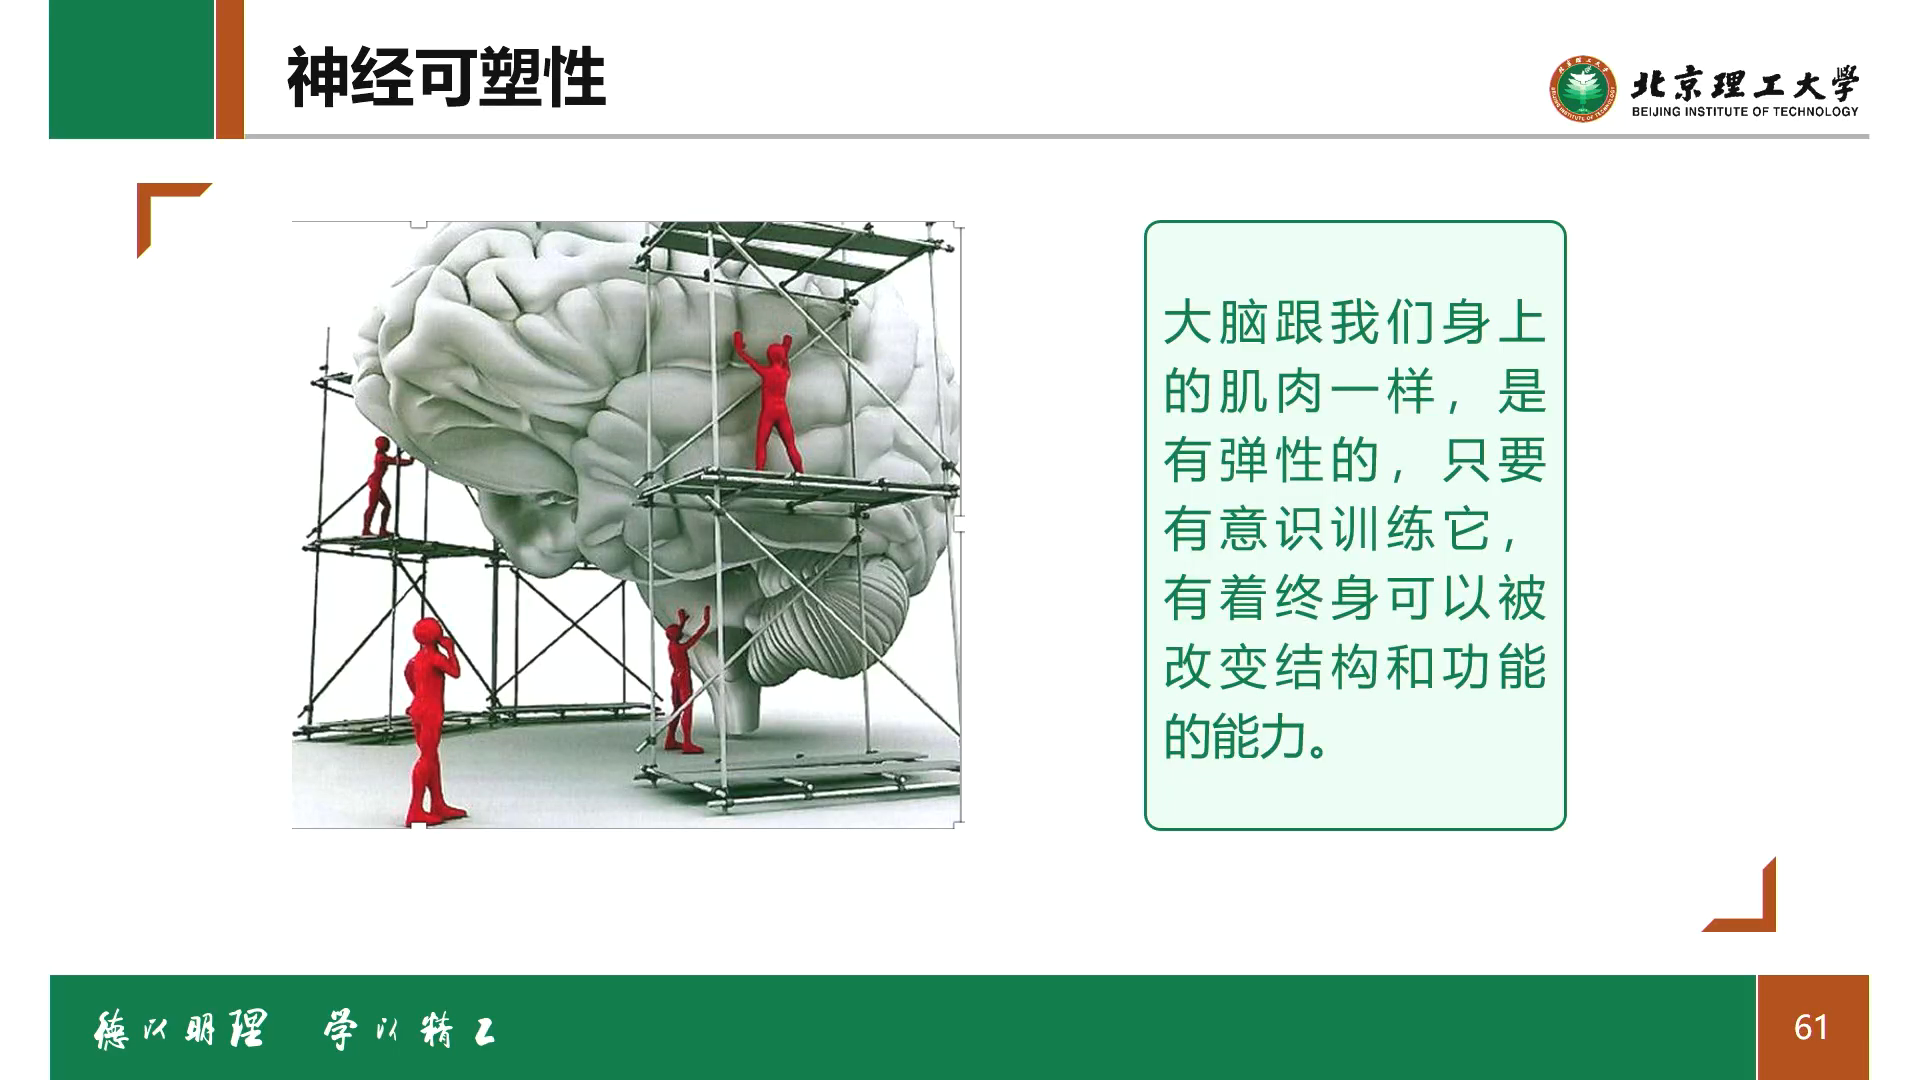 神经可塑性
北京理工大学
BEIJING INSTITUTE OF TECHNOLOGY
大脑跟我们身上
的肌肉一样，是
有弹性的，只要
有意识训练它，
有着终身可以被
改变结构和功能
的能力。
德以明理 学以精工
61